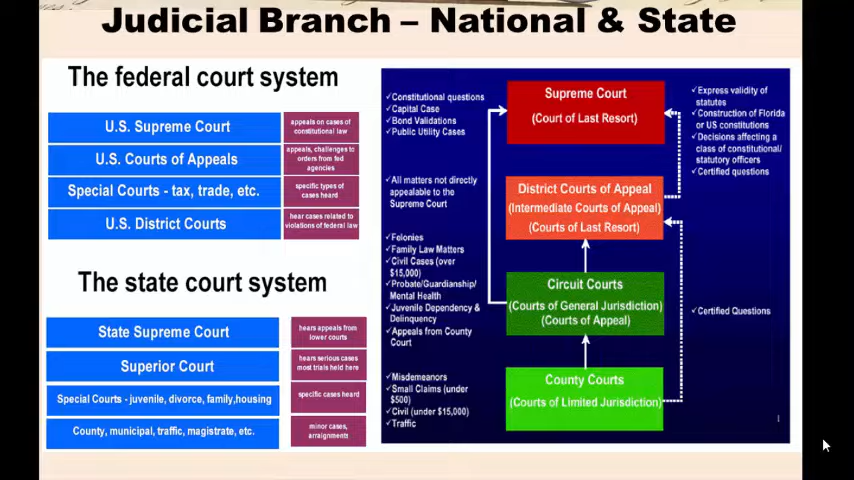 Judicial Branch – National & State
The federal court system
U.S. Supreme Court
appeals on cases of
constitutional law
U.S. Courts of Appeals
appeals, challenges to
orders from fed
agencies
Special Courts - tax, trade, etc.
specific types of
cases heard
U.S. District Courts
hear cases related to
violations of federal law
The state court system
State Supreme Court
hears appeals from
lower courts
Superior Court
hears serious cases
most trials held here
Special Courts - juvenile, divorce, family,housing
specific cases heard
County, municipal, traffic, magistrate, etc.
minor cases,
arraignments
✓Constitutional questions
✓Capital Case
✓Bond Validations
✓Public Utility Cases
✓All matters not directly
appealable to the
Supreme Court
✓Felonies
✓Family Law Matters
✓Civil Cases (over
$15,000)
✓Probate/Guardianship/
Mental Health
✓Juvenile Dependency &
Delinquency
✓Appeals from County
Court
✓Misdemeanors
✓Small Claims (under
$500)
✓Civil (under $15,000)
✓Traffic
Supreme Court
(Court of Last Resort)
District Courts of Appeal
(Intermediate Courts of Appeal)
(Courts of Last Resort)
Circuit Courts
(Courts of General Jurisdiction)
(Courts of Appeal)
County Courts
(Courts of Limited Jurisdiction)
✓Express validity of
statutes
✓Construction of Florida
or US constitutions
✓Decisions affecting a
class of constitutional/
statutory officers
✓Certified questions
✓Certified Questions
1